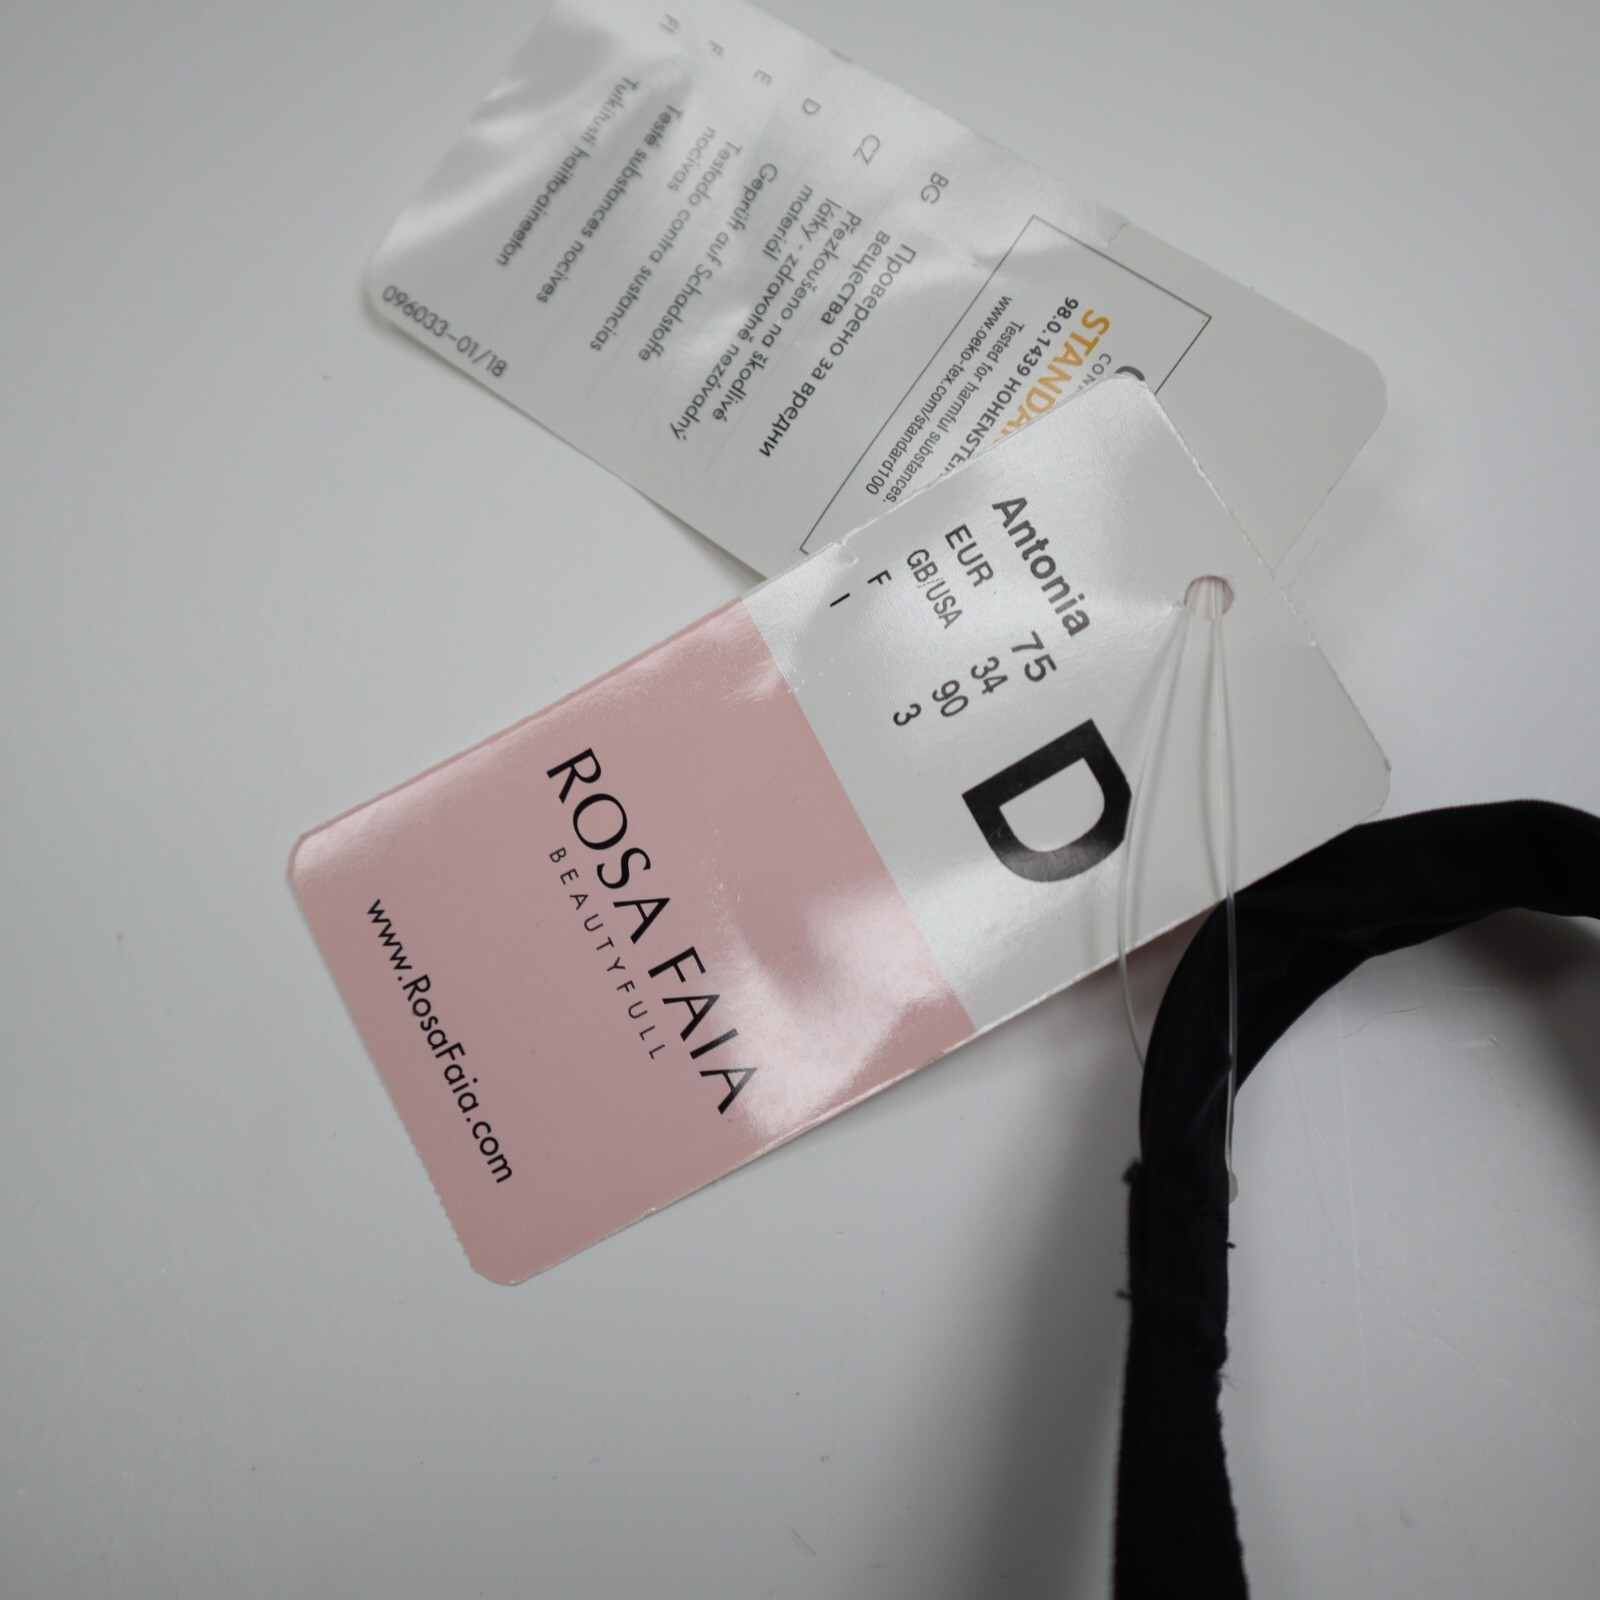 Antonia
EUR 75 D
GB/USA 34
F 90
I 3
ROSA FAIA
BEAUTYFULL
www.RosaFaia.com
STANDA
98.0.1439 HOHENSTEI
Tested for harmful substances.
www.oeko-tex.com/standard100
BG Проверено за вредни
вещества
CZ Přezkoušeno na škodlivé
látky - zdravotně nezávadný
materiál
D Geprüft auf Schadstoffe
E Testado contra sustancias
nocivas
F Testé substances nocives
FI Tutkitusti haitta-aineeton
096033-01/18